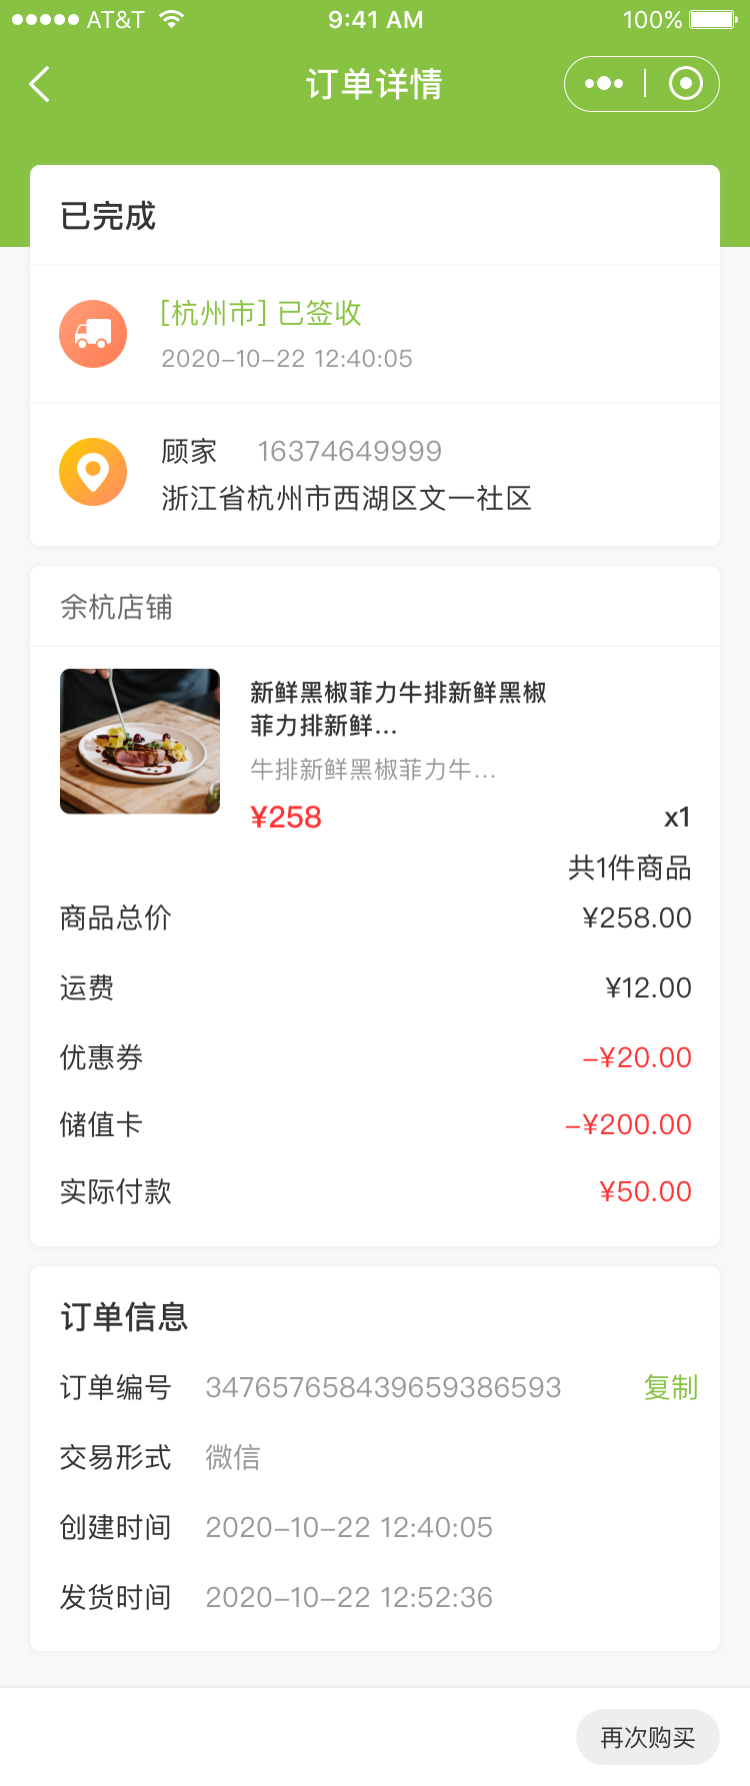 AT&T 9:41 AM 100%
订单详情
已完成
[杭州市] 已签收
2020-10-22 12:40:05
顾家 16374649999
浙江省杭州市西湖区文一社区
余杭店铺
新鲜黑椒菲力牛排新鲜黑椒
菲力排新鲜...
牛排新鲜黑椒菲力牛...
¥258 x1
共1件商品
商品总价 ¥258.00
运费 ¥12.00
优惠券 -¥20.00
储值卡 -¥200.00
实际付款 ¥50.00
订单信息
订单编号 347657658439659386593 复制
交易形式 微信
创建时间 2020-10-22 12:40:05
发货时间 2020-10-22 12:52:36
再次购买